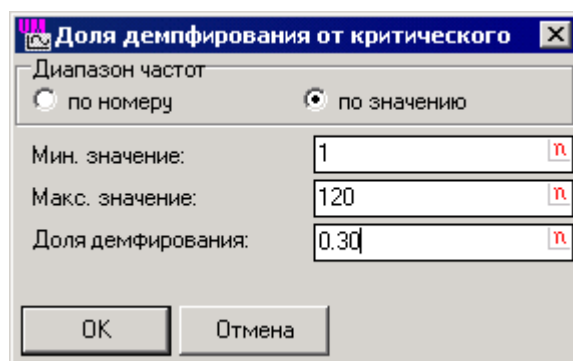 UM Доля демпфирования от критического
Диапазон частот
по номеру по значению
Мин. значение: 1 n
Макс. значение: 120 n
Доля демфирования: 0.30 n
OK Отмена